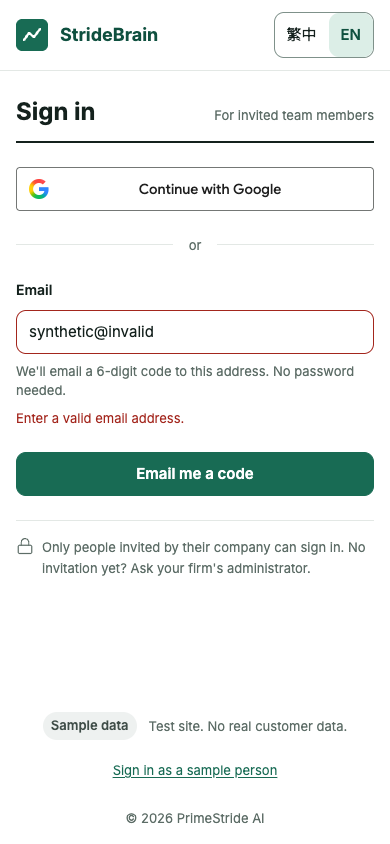 StrideBrain
繁中
EN
Sign in
For invited team members
Continue with Google
or
Email
synthetic@invalid
We'll email a 6-digit code to this address. No password
needed.
Enter a valid email address.
Email me a code
Only people invited by their company can sign in. No
invitation yet? Ask your firm's administrator.
Sample data
Test site. No real customer data.
Sign in as a sample person
© 2026 PrimeStride AI